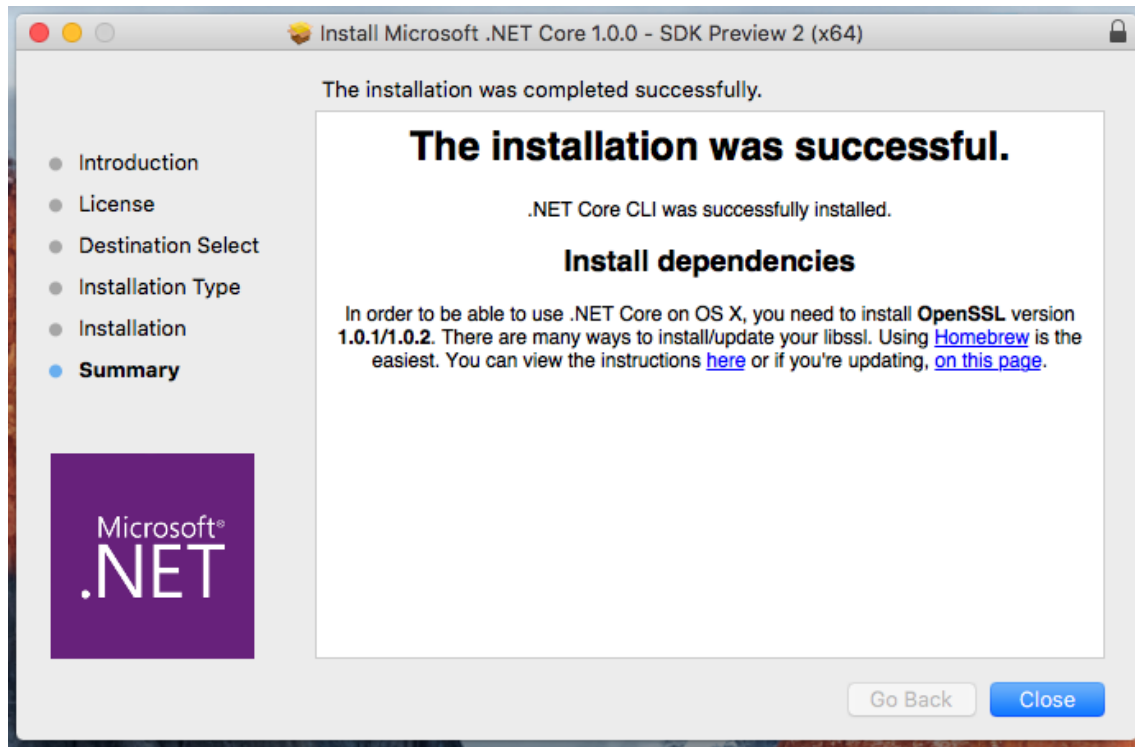 Install Microsoft .NET Core 1.0.0 - SDK Preview 2 (x64)
The installation was completed successfully.
Introduction
License
Destination Select
Installation Type
Installation
Summary
The installation was successful.
.NET Core CLI was successfully installed.
Install dependencies
In order to be able to use .NET Core on OS X, you need to install OpenSSL version
1.0.1/1.0.2. There are many ways to install/update your libssl. Using Homebrew is the
easiest. You can view the instructions here or if you're updating, on this page.
Microsoft®
.NET
Go Back
Close